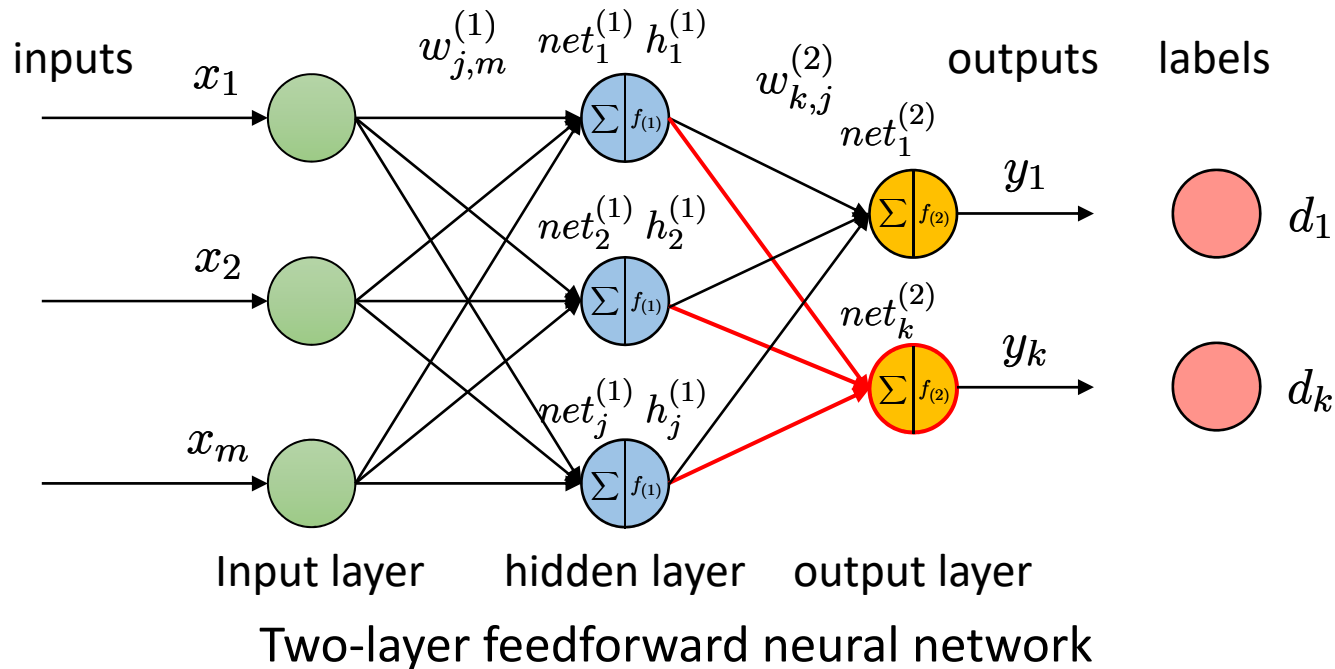 inputs
x_1
w_{j,m}^{(1)}
net_1^{(1)} h_1^{(1)}
w_{k,j}^{(2)}
outputs
labels
∑ f_{(1)}
net_1^{(2)}
∑ f_{(2)}
y_1
d_1
x_2
net_2^{(1)} h_2^{(1)}
∑ f_{(1)}
net_k^{(2)}
∑ f_{(2)}
y_k
d_k
x_m
net_j^{(1)} h_j^{(1)}
∑ f_{(1)}
Input layer
hidden layer
output layer
Two-layer feedforward neural network